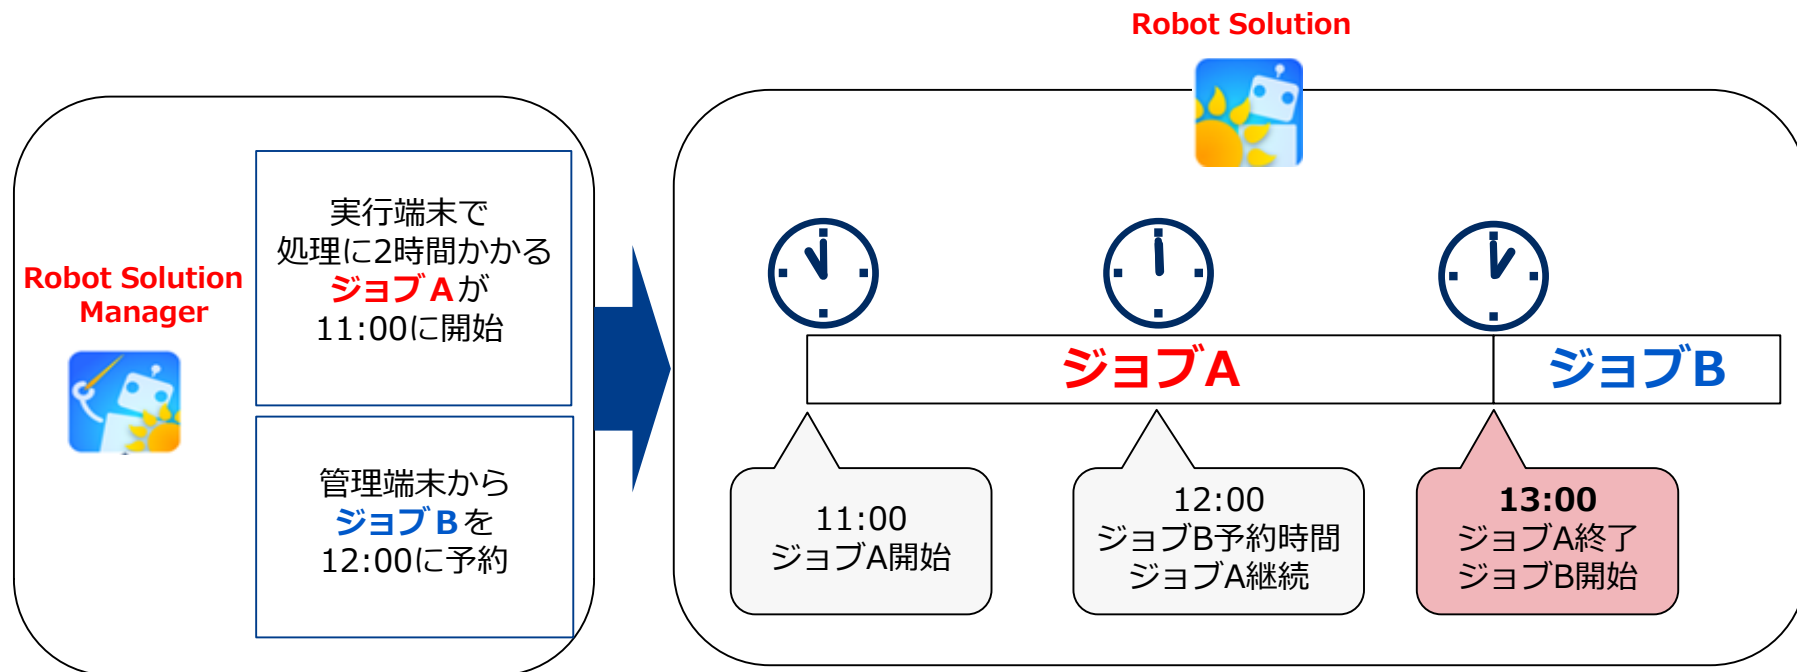 Robot Solution
Robot Solution
Manager
実行端末で
処理に2時間かかる
ジョブAが
11:00に開始
管理端末から
ジョブBを
12:00に予約
ジョブA
ジョブB
11:00
ジョブA開始
12:00
ジョブB予約時間
ジョブA継続
13:00
ジョブA終了
ジョブB開始